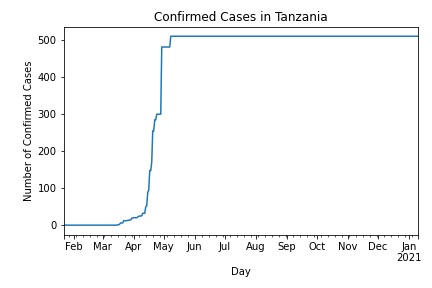 Confirmed Cases in Tanzania
Number of Confirmed Cases
500
400
300
200
100
0
Feb Mar Apr May Jun Jul Aug Sep Oct Nov Dec Jan
2021
Day